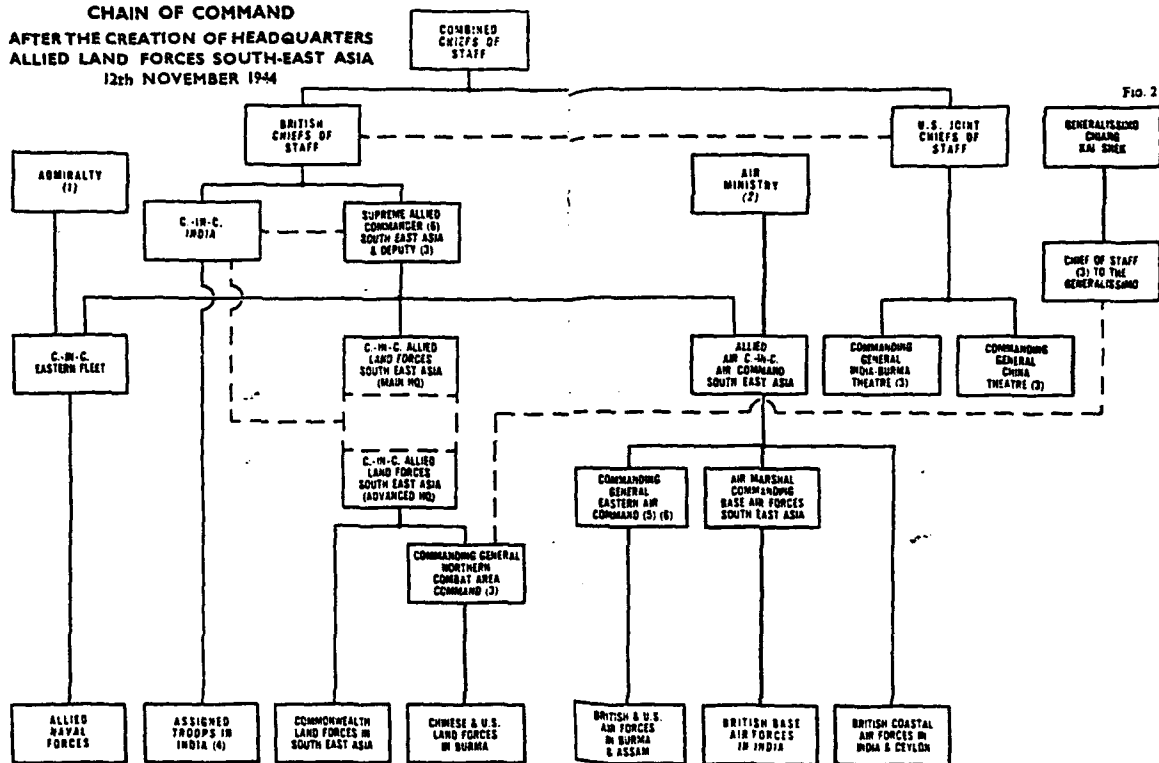 CHAIN OF COMMAND
AFTER THE CREATION OF HEADQUARTERS
ALLIED LAND FORCES SOUTH-EAST ASIA
12th NOVEMBER 1944
FIG. 2
COMBINED
CHIEFS OF
STAFF
BRITISH
CHIEFS OF
STAFF
U.S. JOINT
CHIEFS OF
STAFF
GENERALISSIMO
CHIANG
KAI SHEK
ADMIRALTY
(1)
AIR
MINISTRY
(2)
C.-IN-C.
INDIA
SUPREME ALLIED
COMMANDER (6)
SOUTH EAST ASIA
& DEPUTY (3)
CHIEF OF STAFF
(3) TO THE
GENERALISSIMO
C.-IN-C.
EASTERN FLEET
C.-IN-C. ALLIED
LAND FORCES
SOUTH EAST ASIA
(MAIN HQ)
ALLIED
AIR C.-IN-C.
AIR COMMAND
SOUTH EAST ASIA
COMMANDING
GENERAL
INDIA-BURMA
THEATRE (3)
COMMANDING
GENERAL
CHINA
THEATRE (3)
C.-IN-C. ALLIED
LAND FORCES
SOUTH EAST ASIA
(ADVANCED HQ)
COMMANDING
GENERAL
EASTERN AIR
COMMAND (5) (6)
AIR MARSHAL
COMMANDING
BASE AIR FORCES
SOUTH EAST ASIA
COMMANDING GENERAL
NORTHERN
COMBAT AREA
COMMAND (3)
ALLIED
NAVAL
FORCES
ASSIGNED
TROOPS IN
INDIA (4)
COMMONWEALTH
LAND FORCES IN
SOUTH EAST ASIA
CHINESE & U.S.
LAND FORCES
IN BURMA
BRITISH & U.S.
AIR FORCES
IN BURMA
& ASSAM
BRITISH BASE
AIR FORCES
IN INDIA
BRITISH COASTAL
AIR FORCES IN
INDIA & CEYLON